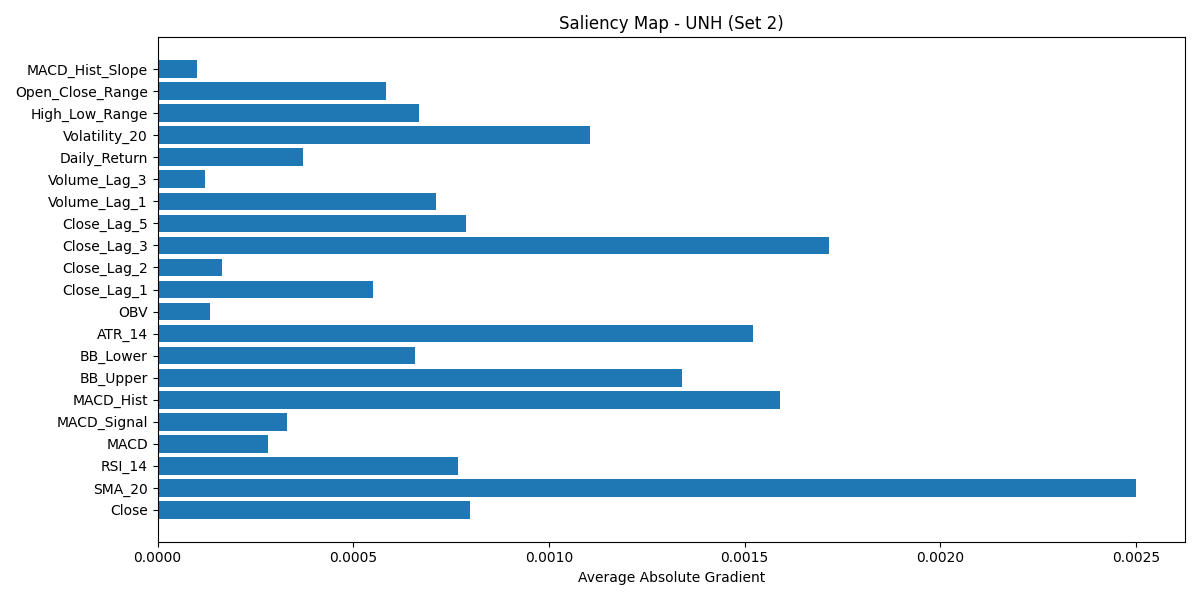 Saliency Map - UNH (Set 2)
MACD_Hist_Slope
Open_Close_Range
High_Low_Range
Volatility_20
Daily_Return
Volume_Lag_3
Volume_Lag_1
Close_Lag_5
Close_Lag_3
Close_Lag_2
Close_Lag_1
OBV
ATR_14
BB_Lower
BB_Upper
MACD_Hist
MACD_Signal
MACD
RSI_14
SMA_20
Close
0.0000 0.0005 0.0010 0.0015 0.0020 0.0025
Average Absolute Gradient